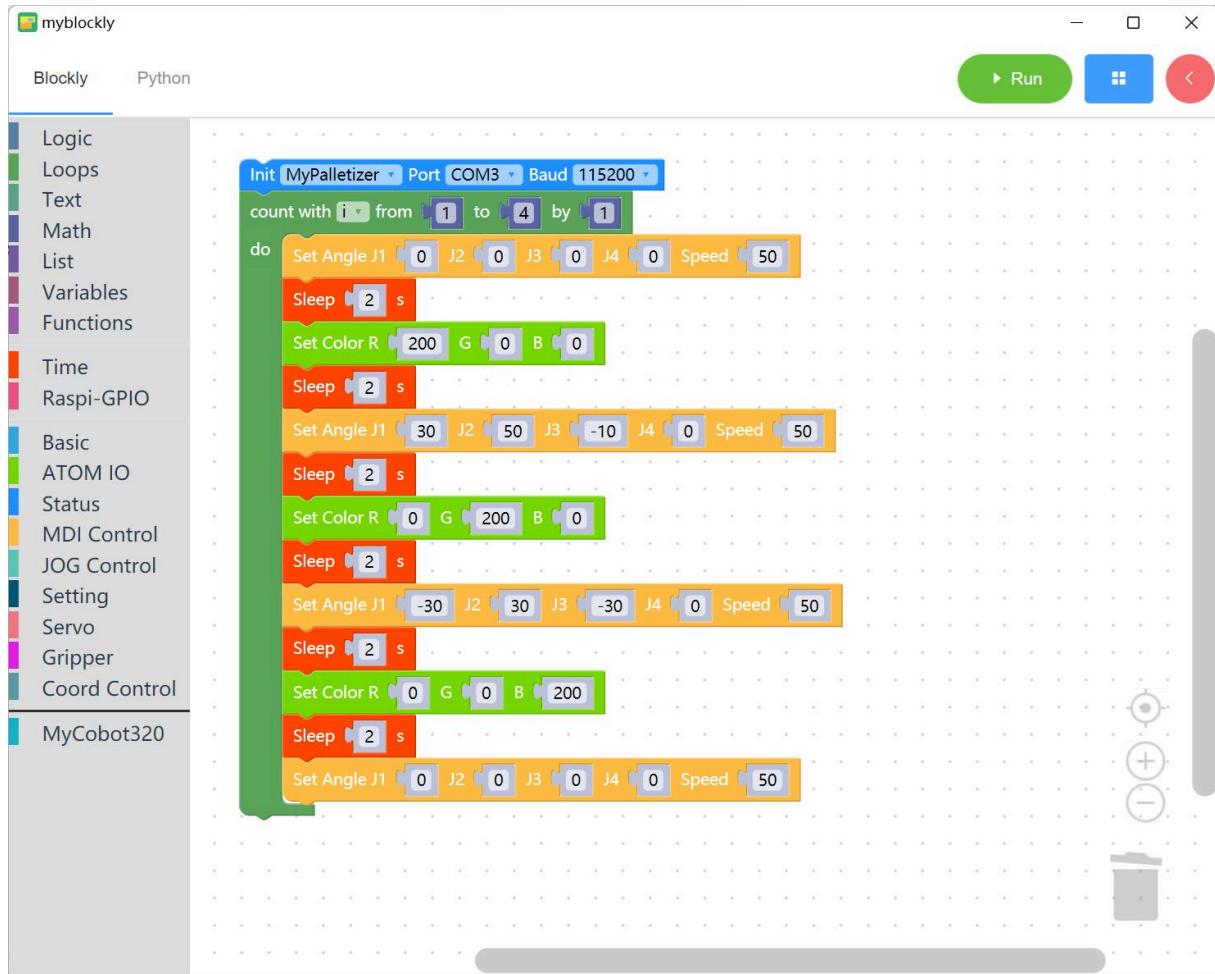 myblockly
Blockly Python
Run
Logic
Loops
Text
Math
List
Variables
Functions
Time
Raspi-GPIO
Basic
ATOM IO
Status
MDI Control
JOG Control
Setting
Servo
Gripper
Coord Control
MyCobot320
Init MyPalletizer Port COM3 Baud 115200
count with i from 1 to 4 by 1
do Set Angle J1 0 J2 0 J3 0 J4 0 Speed 50
Sleep 2 s
Set Color R 200 G 0 B 0
Sleep 2 s
Set Angle J1 30 J2 50 J3 -10 J4 0 Speed 50
Sleep 2 s
Set Color R 0 G 200 B 0
Sleep 2 s
Set Angle J1 -30 J2 30 J3 -30 J4 0 Speed 50
Sleep 2 s
Set Color R 0 G 0 B 200
Sleep 2 s
Set Angle J1 0 J2 0 J3 0 J4 0 Speed 50